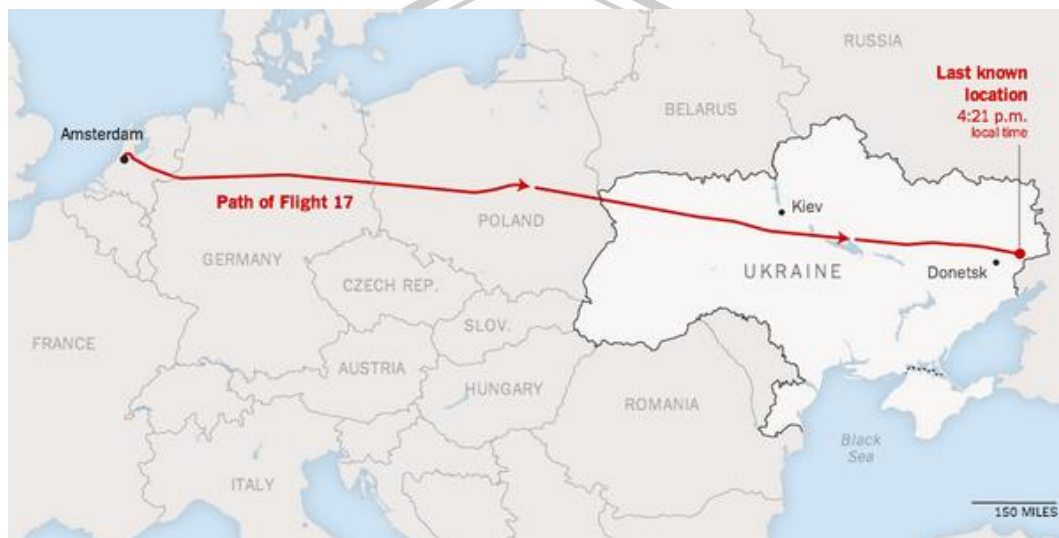 RUSSIA
Last known
location
4:21 p.m.
local time
BELARUS
Amsterdam
Path of Flight 17
POLAND
Kiev
GERMANY
UKRAINE
Donetsk
CZECH REP.
SLOV.
FRANCE
AUSTRIA
HUNGARY
ROMANIA
Black
Sea
ITALY
150 MILES